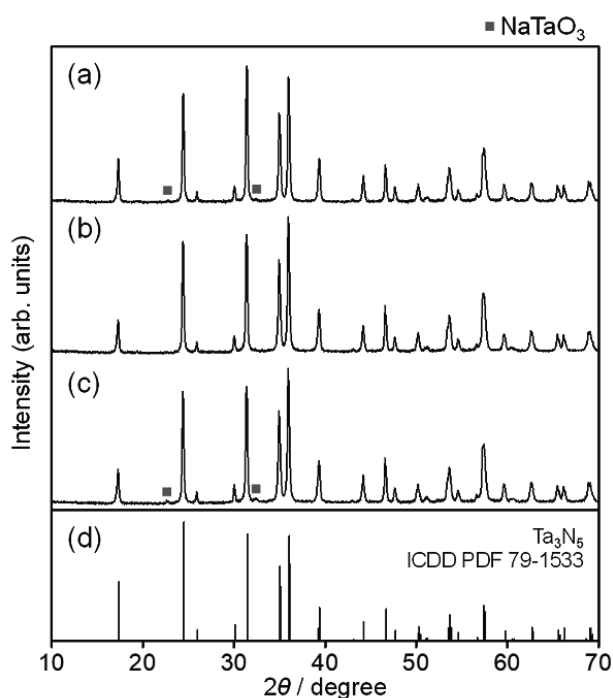 ■ NaTaO₃
(a)
(b)
(c)
(d)
Ta₃N₅
ICDD PDF 79-1533
Intensity (arb. units)
10 20 30 40 50 60 70
2θ / degree